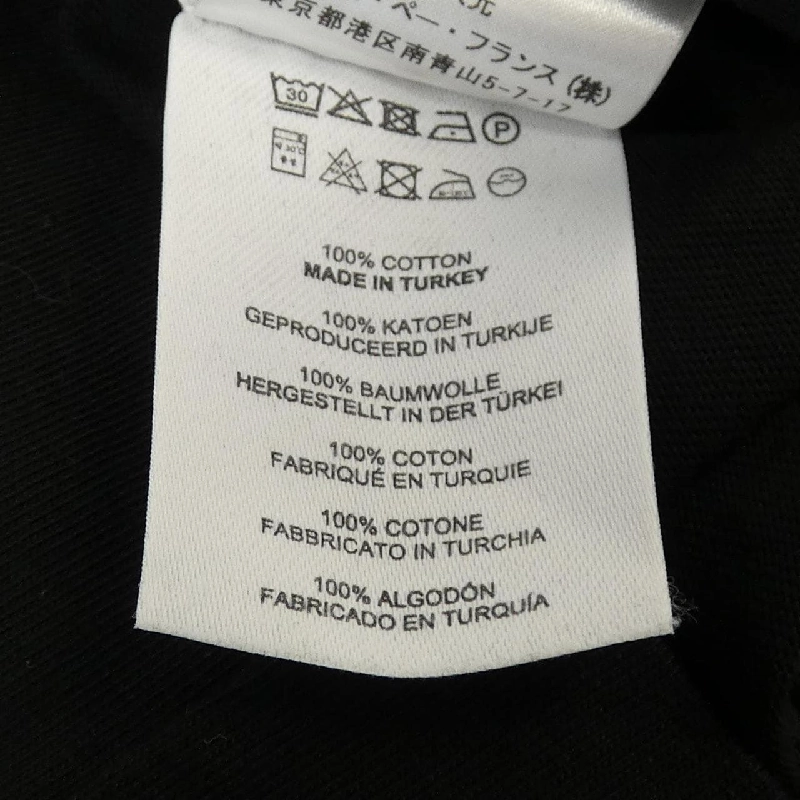 元
ペー・フランス(株)
東京都港区南青山5-7-17
30
P
100% COTTON
MADE IN TURKEY
100% KATOEN
GEPRODUCEERD IN TURKIJE
100% BAUMWOLLE
HERGESTELLT IN DER TÜRKEI
100% COTON
FABRIQUÉ EN TURQUIE
100% COTONE
FABBRICATO IN TURCHIA
100% ALGODÓN
FABRICADO EN TURQUÍA